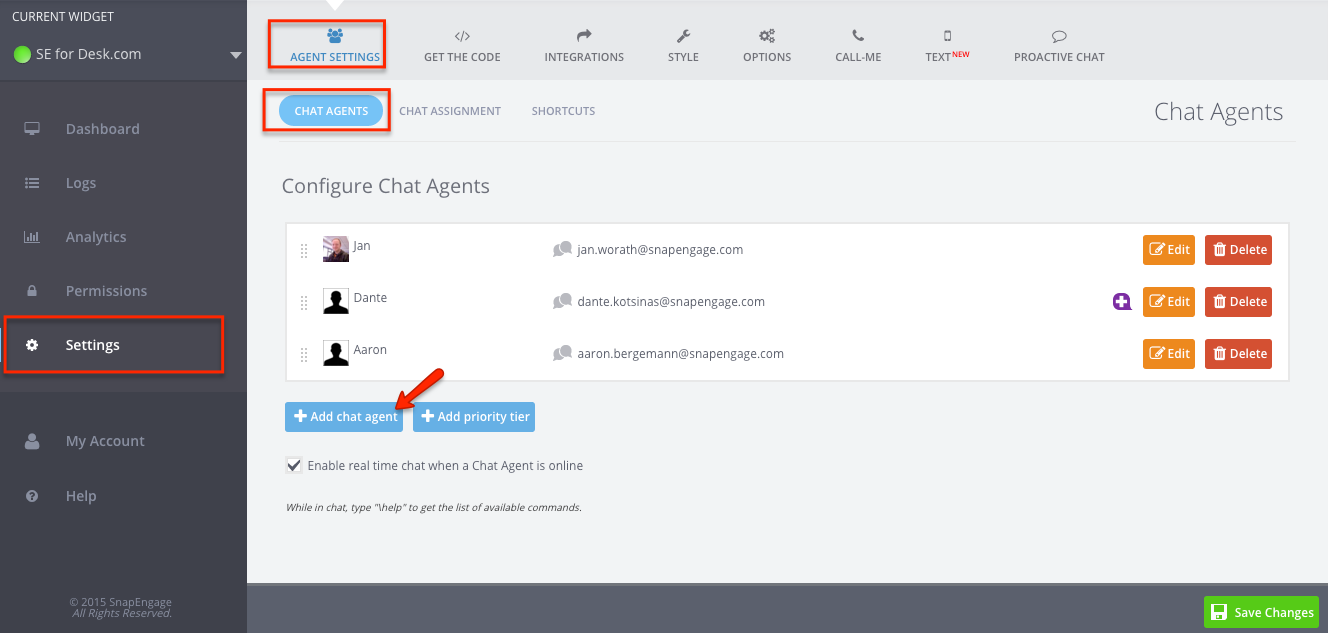 CURRENT WIDGET
SE for Desk.com
Dashboard
Logs
Analytics
Permissions
Settings
My Account
Help
© 2015 SnapEngage
All Rights Reserved.
AGENT SETTINGS
GET THE CODE
INTEGRATIONS
STYLE
OPTIONS
CALL-ME
TEXT NEW
PROACTIVE CHAT
CHAT AGENTS
CHAT ASSIGNMENT
SHORTCUTS
Chat Agents
Configure Chat Agents
Jan jan.worath@snapengage.com Edit Delete
Dante dante.kotsinas@snapengage.com Edit Delete
Aaron aaron.bergemann@snapengage.com Edit Delete
Add chat agent Add priority tier
Enable real time chat when a Chat Agent is online
While in chat, type "\help" to get the list of available commands.
Save Changes